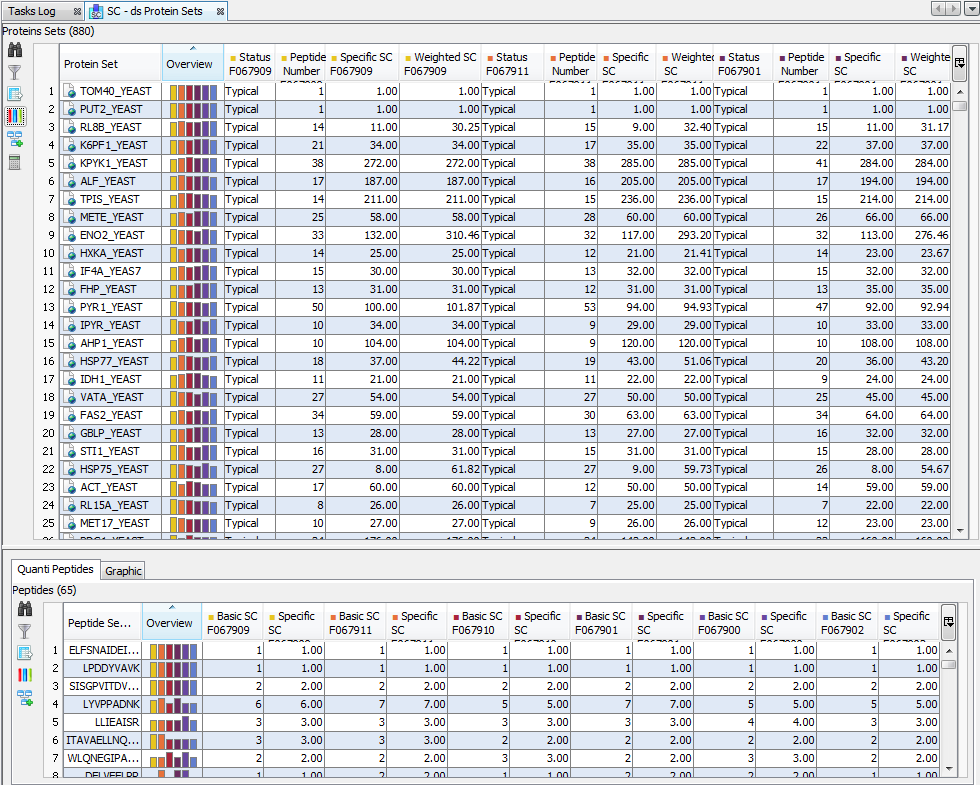 Tasks Log SC - ds Protein Sets
Proteins Sets (880)
Protein Set Overview Status F067909 Peptide Number Specific SC F067909 Weighted SC F067909 Status F067911 Peptide Number Specific SC Weighted SC Status F067901 Peptide Number Specific SC Weighte SC
1 TOM40_YEAST Typical 1 1.00 1.00 Typical 1 1.00 1.00 Typical 1 1.00 1.00
2 PUT2_YEAST Typical 1 1.00 1.00 Typical 1 1.00 1.00 Typical 1 1.00 1.00
3 RL8B_YEAST Typical 14 11.00 30.25 Typical 15 9.00 32.40 Typical 15 11.00 31.17
4 K6PF1_YEAST Typical 21 34.00 34.00 Typical 17 35.00 35.00 Typical 22 37.00 37.00
5 KPYK1_YEAST Typical 38 272.00 272.00 Typical 38 285.00 285.00 Typical 41 284.00 284.00
6 ALF_YEAST Typical 17 187.00 187.00 Typical 16 205.00 205.00 Typical 17 194.00 194.00
7 TPIS_YEAST Typical 14 211.00 211.00 Typical 15 236.00 236.00 Typical 15 214.00 214.00
8 METE_YEAST Typical 25 58.00 58.00 Typical 28 60.00 60.00 Typical 26 66.00 66.00
9 ENO2_YEAST Typical 33 132.00 310.46 Typical 32 117.00 293.20 Typical 32 113.00 276.46
10 HXKA_YEAST Typical 14 25.00 25.00 Typical 12 21.00 21.41 Typical 14 23.00 23.67
11 IF4A_YEAS7 Typical 15 30.00 30.00 Typical 13 32.00 32.00 Typical 15 32.00 32.00
12 FHP_YEAST Typical 13 31.00 31.00 Typical 12 31.00 31.00 Typical 13 35.00 35.00
13 PYR1_YEAST Typical 50 100.00 101.87 Typical 53 94.00 94.93 Typical 47 92.00 92.94
14 IPYR_YEAST Typical 10 34.00 34.00 Typical 9 29.00 29.00 Typical 10 33.00 33.00
15 AHP1_YEAST Typical 10 104.00 104.00 Typical 9 120.00 120.00 Typical 10 108.00 108.00
16 HSP77_YEAST Typical 18 37.00 44.22 Typical 19 43.00 51.06 Typical 20 36.00 43.20
17 IDH1_YEAST Typical 11 21.00 21.00 Typical 11 22.00 22.00 Typical 9 24.00 24.00
18 VATA_YEAST Typical 27 54.00 54.00 Typical 27 50.00 50.00 Typical 25 45.00 45.00
19 FAS2_YEAST Typical 34 59.00 59.00 Typical 30 63.00 63.00 Typical 34 64.00 64.00
20 GBLP_YEAST Typical 13 28.00 28.00 Typical 13 27.00 27.00 Typical 16 32.00 32.00
21 STI1_YEAST Typical 16 31.00 31.00 Typical 15 31.00 31.00 Typical 15 28.00 28.00
22 HSP75_YEAST Typical 27 8.00 61.82 Typical 27 9.00 59.73 Typical 26 8.00 54.67
23 ACT_YEAST Typical 17 60.00 60.00 Typical 12 50.00 50.00 Typical 14 59.00 59.00
24 RL15A_YEAST Typical 8 26.00 26.00 Typical 7 25.00 25.00 Typical 7 22.00 22.00
25 MET17_YEAST Typical 10 27.00 27.00 Typical 9 26.00 26.00 Typical 12 23.00 23.00
Quanti Peptides Graphic
Peptides (65)
Peptide Se... Overview Basic SC F067909 Specific SC Basic SC F067911 Specific SC Basic SC F067910 Specific SC Basic SC F067901 Specific SC Basic SC F067900 Specific SC Basic SC F067902 Specific SC
1 ELFSNAIDEI... 1 1.00 1 1.00 1 1.00 1 1.00 1 1.00 1 1.00
2 LPDDYVAVK 1 1.00 1 1.00 1 1.00 1 1.00 1 1.00 1 1.00
3 SISGPVITDV... 2 2.00 2 2.00 2 2.00 2 2.00 2 2.00 2 2.00
4 LYVPPADNK 6 6.00 7 7.00 5 5.00 7 7.00 5 5.00 5 5.00
5 LLIEAISR 3 3.00 3 3.00 3 3.00 3 3.00 4 4.00 3 3.00
6 ITAVAELLNQ... 3 3.00 3 3.00 2 2.00 2 2.00 2 2.00 2 2.00
7 WLQNEGIPA... 2 2.00 2 2.00 3 3.00 2 2.00 3 3.00 2 2.00
8 DELVEELPR 1 1.00 2 2.00 1 1.00 2 2.00 2 2.00 1 1.00